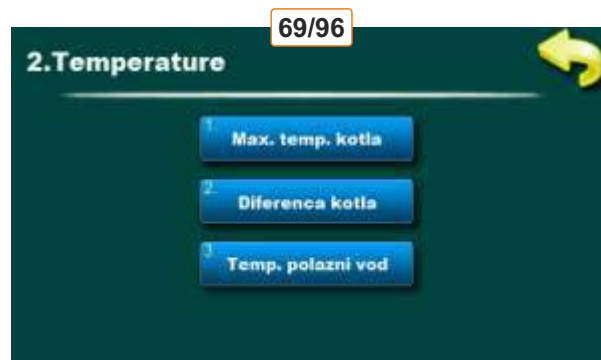 69/96
2.Temperature
1
Max. temp. kotla
2.
Diferenca kotla
3
Temp. polazni vod